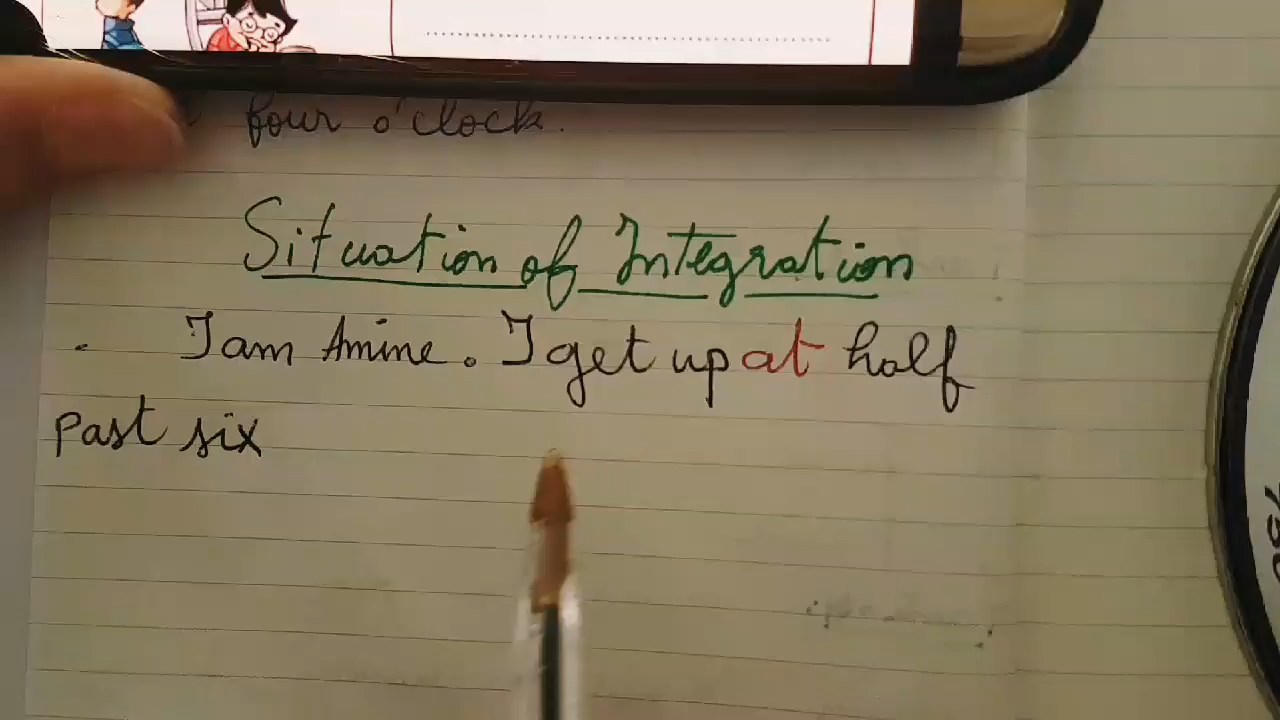 four o'clock.
Situation of Integration
. I am Amine. I get up at half
past six